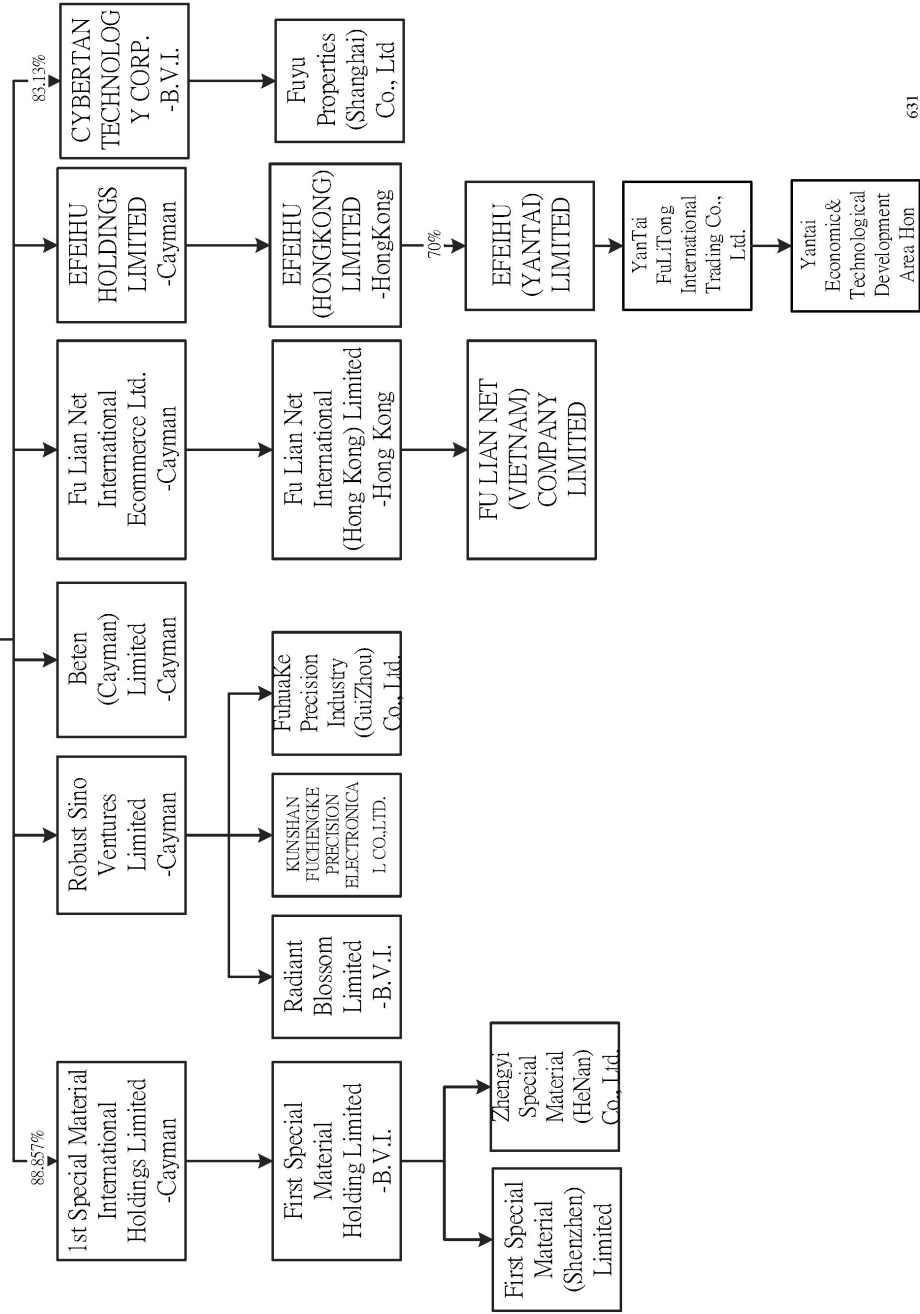 88.857%
83.13%
1st Special Material
International
Holdings Limited
-Cayman
Robust Sino
Ventures
Limited
-Cayman
Beten
(Cayman)
Limited
-Cayman
Fu Lian Net
International
Ecommerce Ltd.
-Cayman
EFEIHU
HOLDINGS
LIMITED
-Cayman
CYBERTAN
TECHNOLOG
Y CORP.
-B.V.I.
First Special
Material
Holding Limited
-B.V.I.
Radiant
Blossom
Limited
-B.V.I.
KUNSHAN
FUCHENGKE
PRECISION
ELECTRONICA
L CO.,LTD.
FuhuaKe
Precision
Industry
(GuiZhou)
Co., Ltd.
Fu Lian Net
International
(Hong Kong) Limited
-Hong Kong
EFEIHU
(HONGKONG)
LIMITED
-HongKong
Fuyu
Properties
(Shanghai)
Co., Ltd
70%
First Special
Material
(Shenzhen)
Limited
Zhengyi
Special
Material
(HeNan)
Co., Ltd.
FU LIAN NET
(VIETNAM)
COMPANY
LIMITED
EFEIHU
(YANTAI)
LIMITED
YanTai
FuLiTong
International
Trading Co.,
Ltd.
Yantai
Economic&
Technological
Development
Area Hon
631